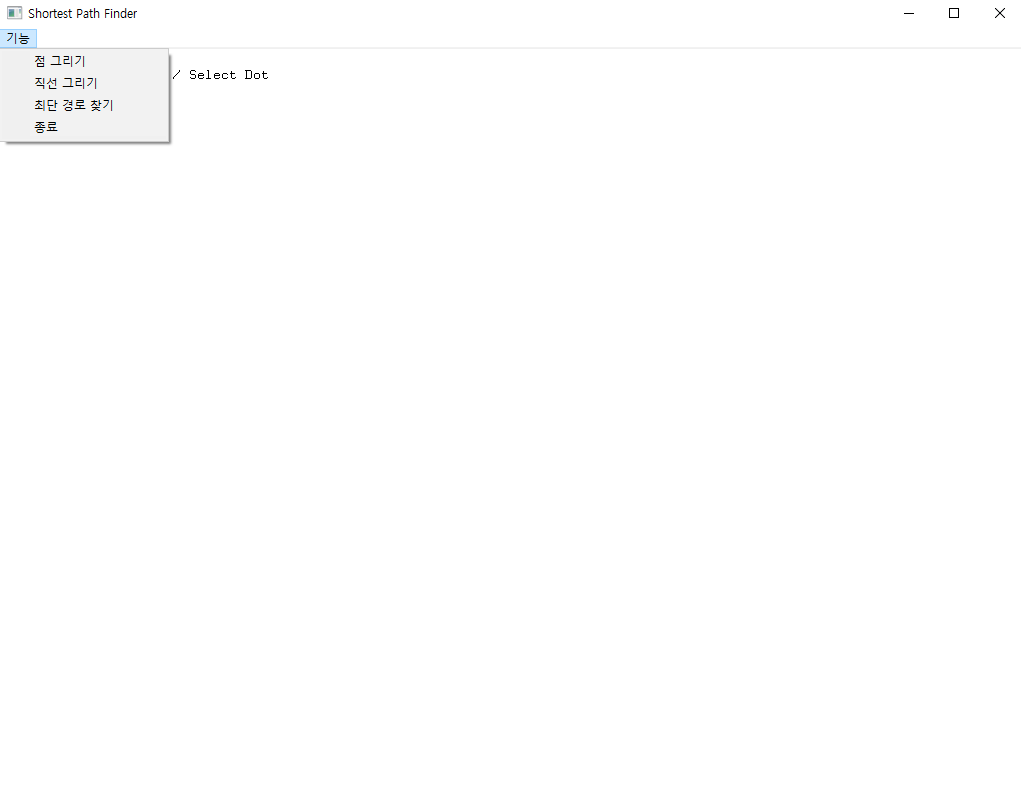 Shortest Path Finder
기능
점 그리기
/ Select Dot
직선 그리기
최단 경로 찾기
종료